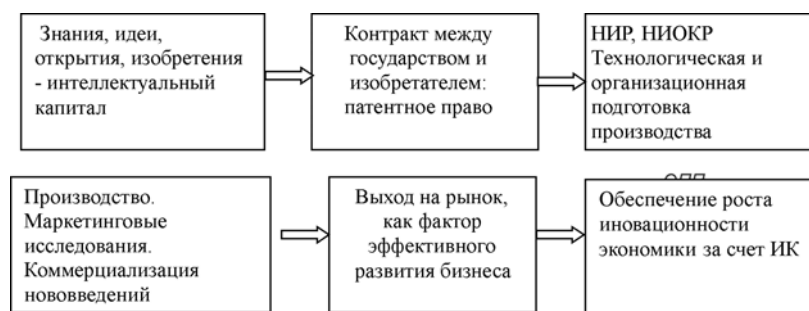 Знания, идеи,
открытия, изобретения
- интеллектуальный
капитал
Контракт между
государством и
изобретателем:
патентное право
НИР, НИОКР
Технологическая и
организационная
подготовка
производства
Производство.
Маркетинговые
исследования.
Коммерциализация
нововведений
Выход на рынок,
как фактор
эффективного
развития бизнеса
Обеспечение роста
иновационности
экономики за счет ИК